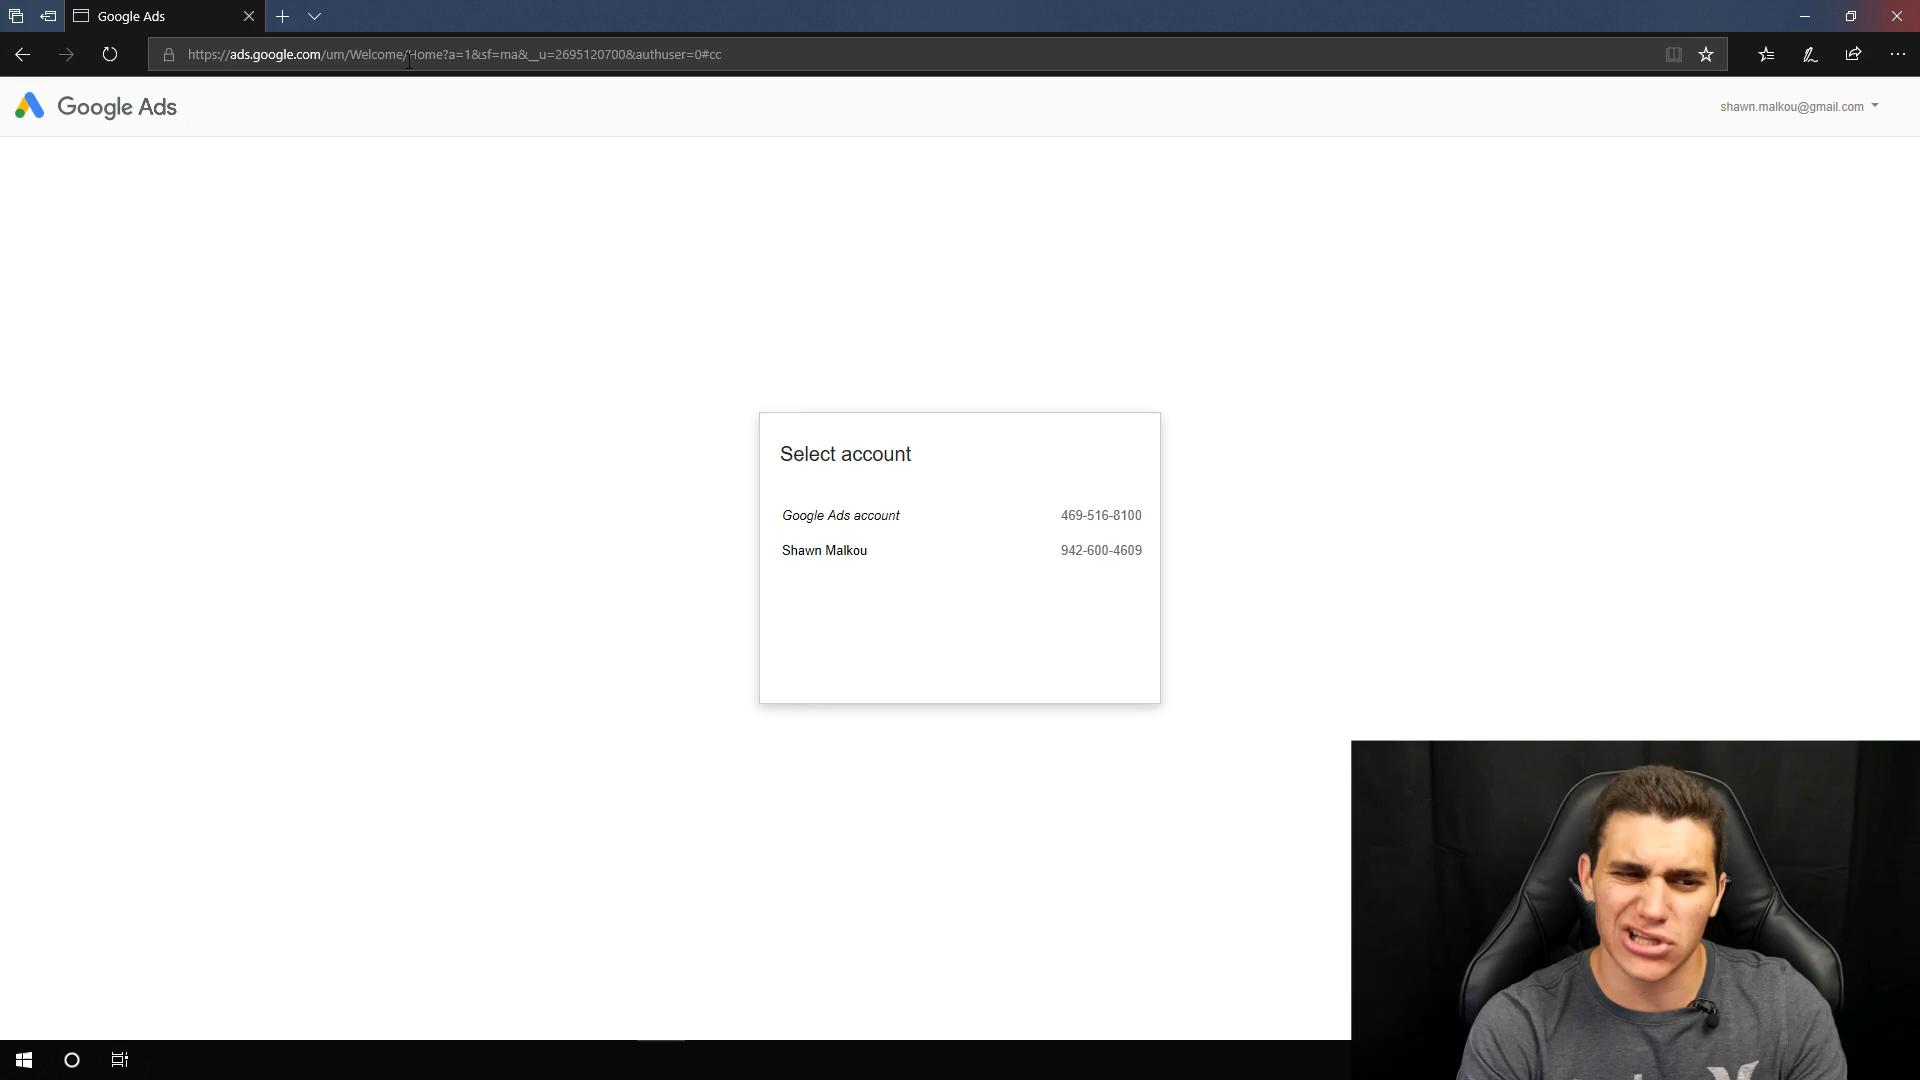 Google Ads
https://ads.google.com/um/Welcome/Home?a=1&sf=ma&__u=2695120700&authuser=0#cc
Google Ads
shawn.malkou@gmail.com
Select account
Google Ads account 469-516-8100
Shawn Malkou 942-600-4609